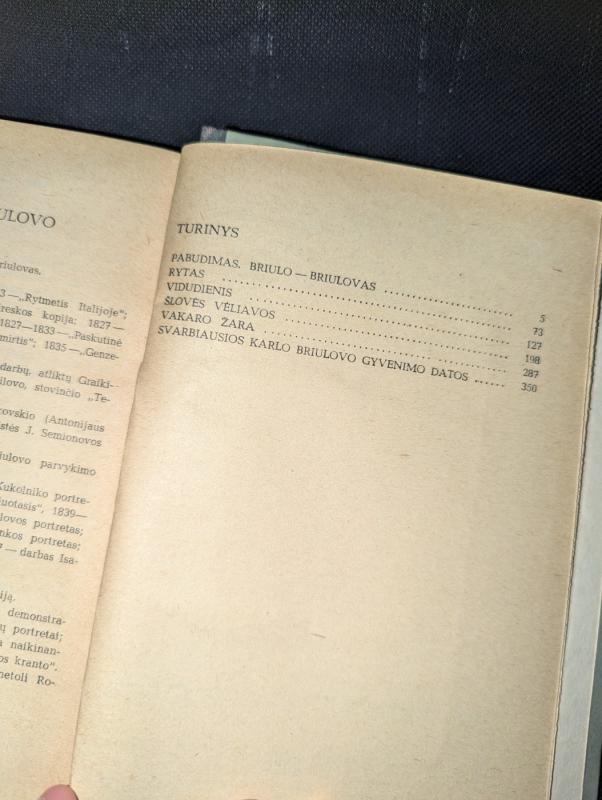 ULOVO
riulovas.
3 — „Rytmetis Italijoje";
freskos kopija; 1827 —
1827—1833 — „Paskutinė
mirtis"; 1835 — „Genze-
darbų, atliktų Graiki-
ilovo, stovinčio „Te-
rovskio (Antonijaus
stės J. Semionovos
iulovo parvykimo
Kukolniko portre-
uotasis", 1839—
lovos portretas;
nkos portretas;
— darbas Isa-
iją.
demonstra-
ų portretai;
a naikinan-
os kranto".
netoli Ro-
TURINYS
PABUDIMAS. BRIULO — BRIULOVAS .................... 5
RYTAS .................... 73
VIDUDIENIS .................... 127
ŠLOVĖS VĖLIAVOS .................... 198
VAKARO ŽARA .................... 287
SVARBIAUSIOS KARLO BRIULOVO GYVENIMO DATOS ...... 350